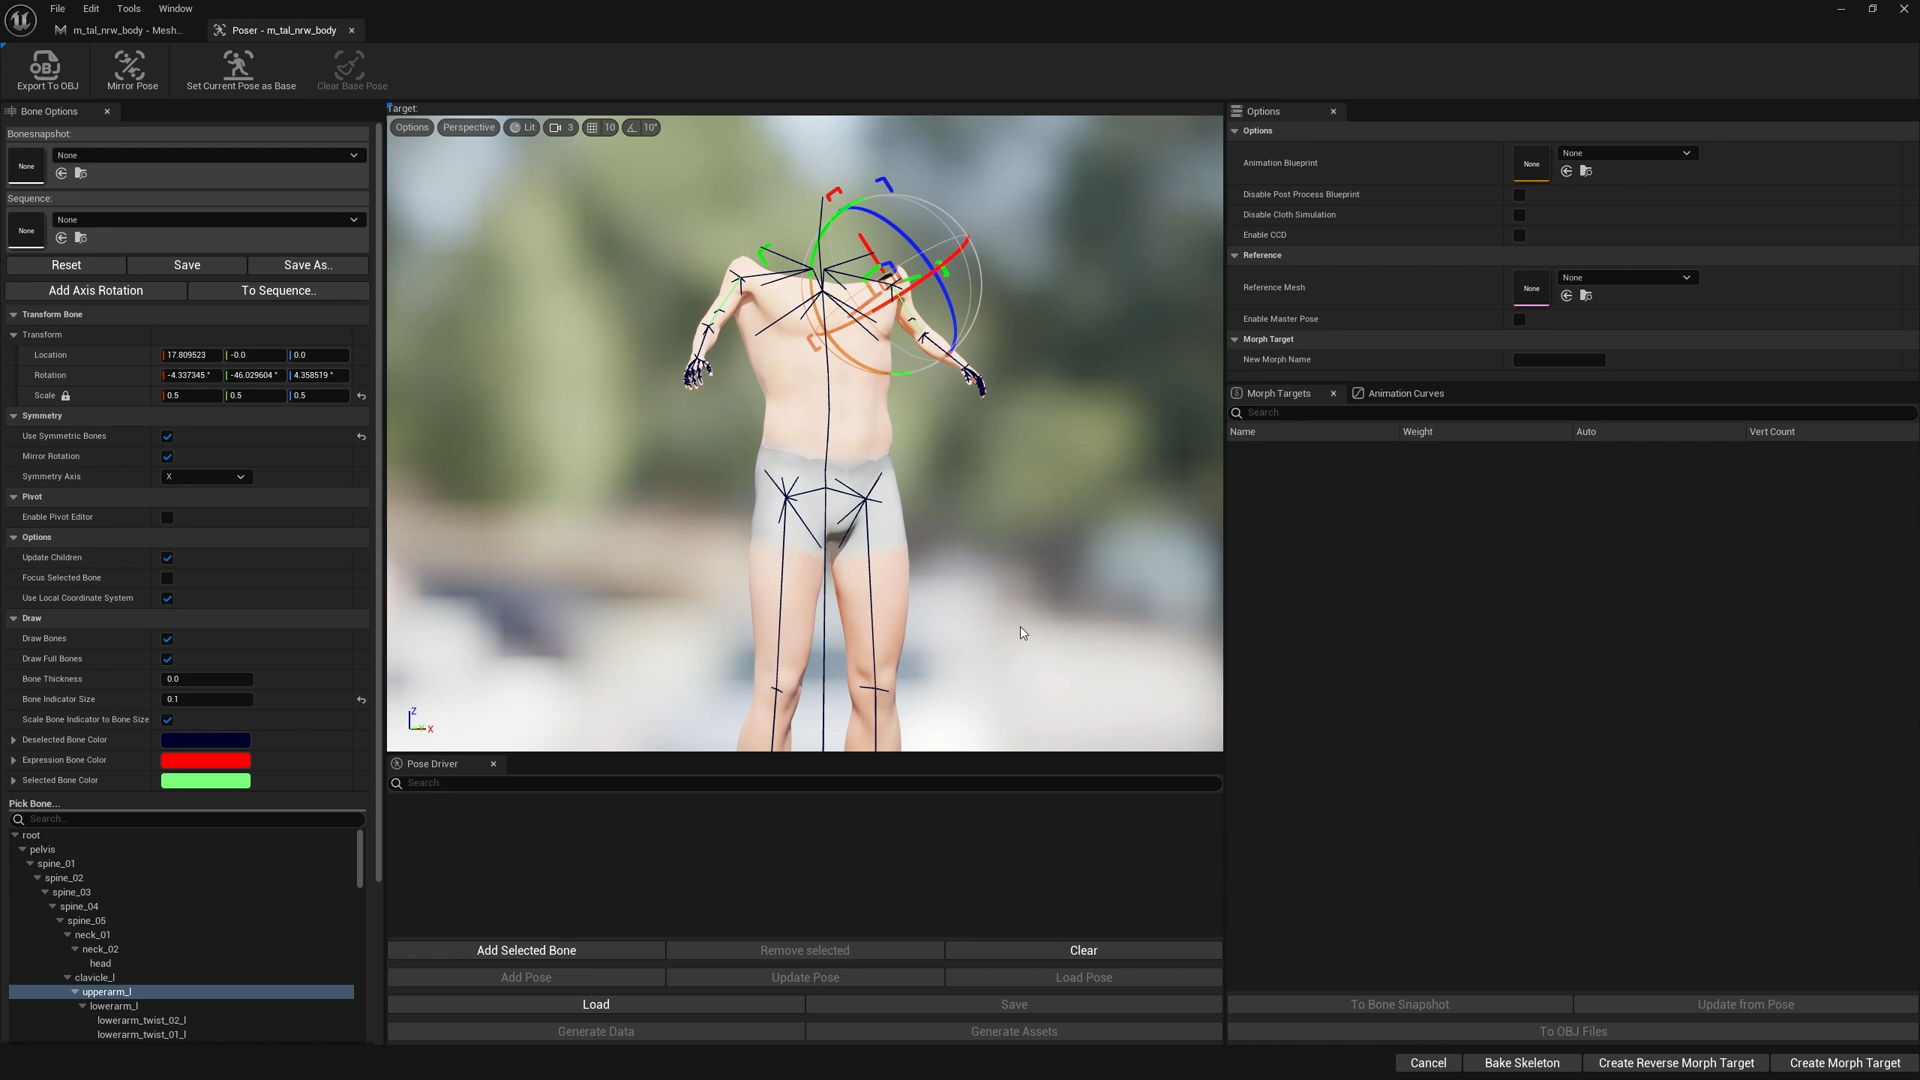 File Edit Tools Window
m_tal_nrw_body - Mesh...
Poser - m_tal_nrw_body
Export To OBJ
Mirror Pose
Set Current Pose as Base
Clear Base Pose
Bone Options
Bonesnapshot:
None
None
Sequence:
None
None
Reset Save Save As..
Add Axis Rotation To Sequence..
Transform Bone
Transform
Location 17.809523 -0.0 0.0
Rotation -4.337345 ° -46.029604 ° 4.358519 °
Scale 0.5 0.5 0.5
Symmetry
Use Symmetric Bones
Mirror Rotation
Symmetry Axis X
Pivot
Enable Pivot Editor
Options
Update Children
Focus Selected Bone
Use Local Coordinate System
Draw
Draw Bones
Draw Full Bones
Bone Thickness 0.0
Bone Indicator Size 0.1
Scale Bone Indicator to Bone Size
Deselected Bone Color
Expression Bone Color
Selected Bone Color
Pick Bone...
Search...
root
pelvis
spine_01
spine_02
spine_03
spine_04
spine_05
neck_01
neck_02
head
clavicle_l
upperarm_l
lowerarm_l
lowerarm_twist_02_l
lowerarm_twist_01_l
Target:
Options Perspective Lit 3 10 10°
Z
X
Pose Driver
Search
Add Selected Bone Remove selected Clear
Add Pose Update Pose Load Pose
Load Save
Generate Data Generate Assets
Options
Options
Animation Blueprint None None
Disable Post Process Blueprint
Disable Cloth Simulation
Enable CCD
Reference
Reference Mesh None None
Enable Master Pose
Morph Target
New Morph Name
Morph Targets
Animation Curves
Search
Name Weight Auto Vert Count
To Bone Snapshot Update from Pose
To OBJ Files
Cancel Bake Skeleton Create Reverse Morph Target Create Morph Target